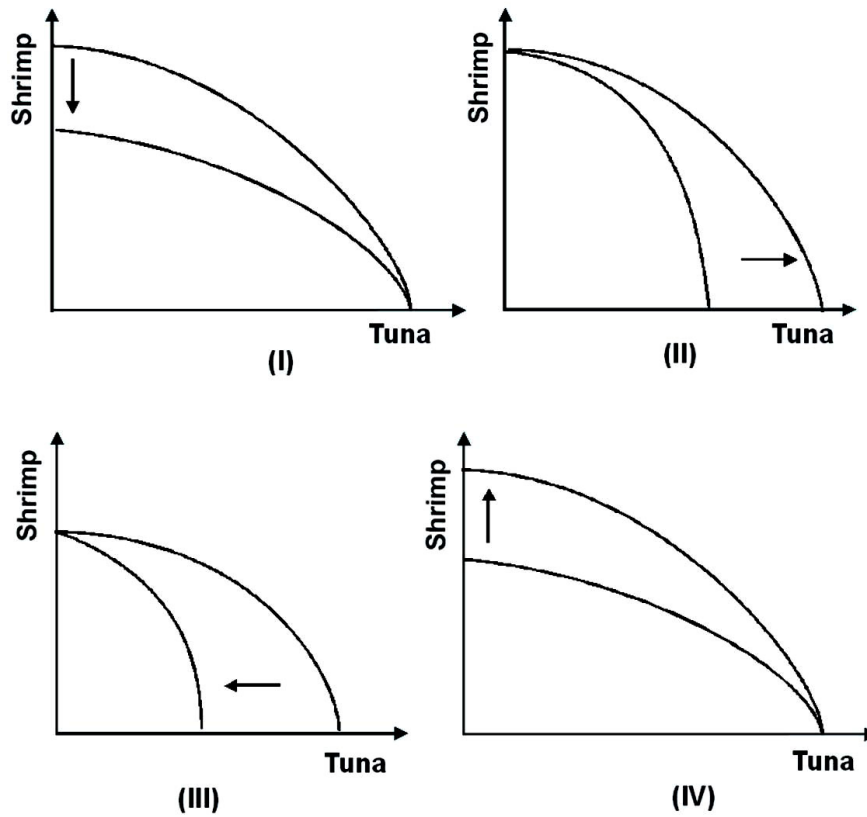 Shrimp
Tuna
(I)
Shrimp
Tuna
(II)
Shrimp
Tuna
(III)
Shrimp
Tuna
(IV)